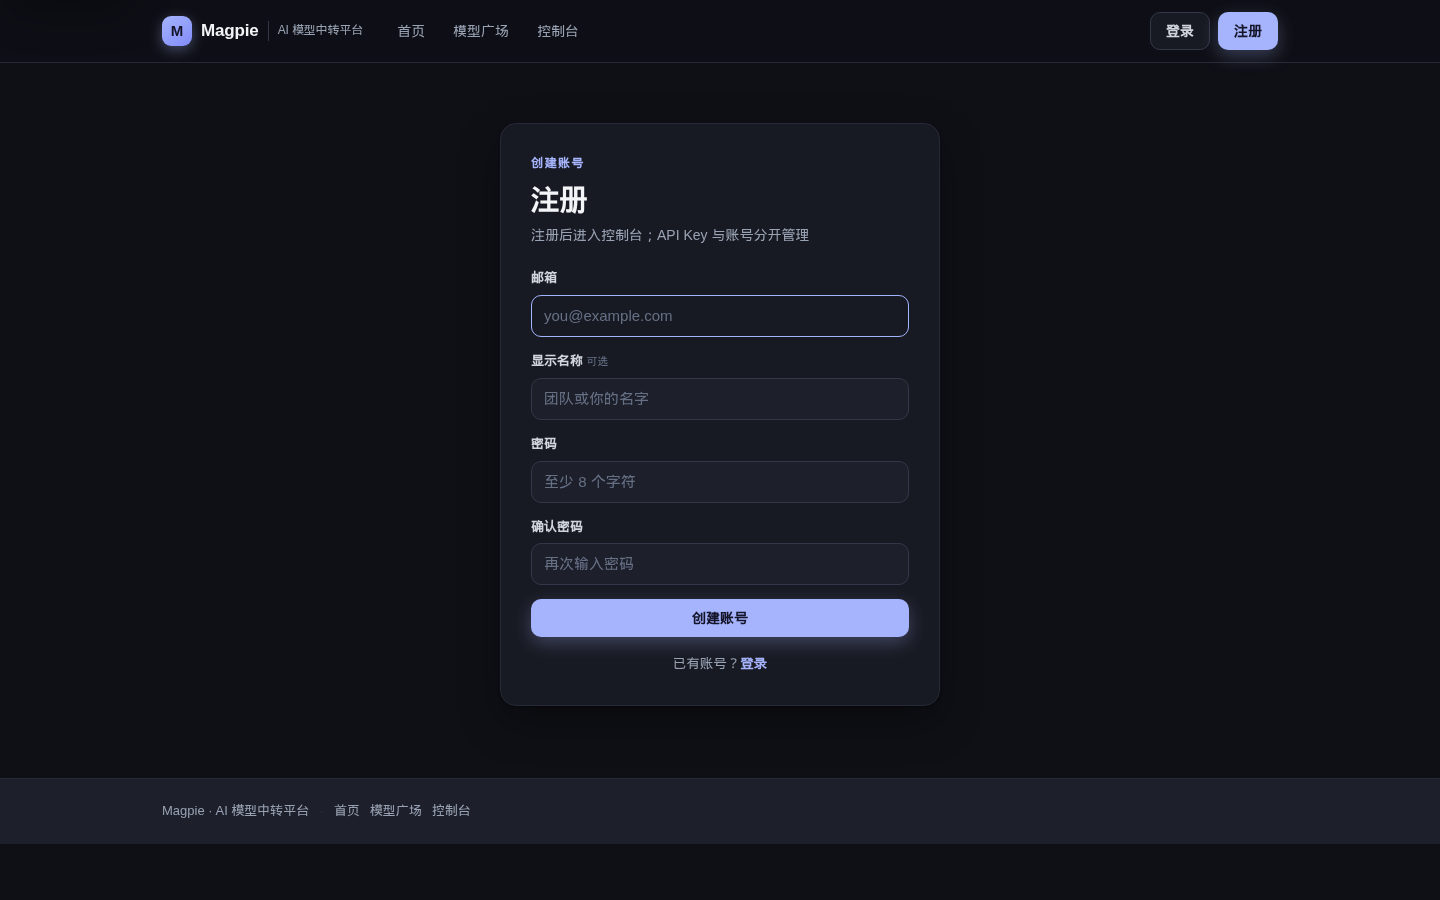 M Magpie AI 模型中转平台 首页 模型广场 控制台 登录 注册
创建账号
注册
注册后进入控制台；API Key 与账号分开管理
邮箱
you@example.com
显示名称 可选
团队或你的名字
密码
至少 8 个字符
确认密码
再次输入密码
创建账号
已有账号？登录
Magpie · AI 模型中转平台 首页 模型广场 控制台